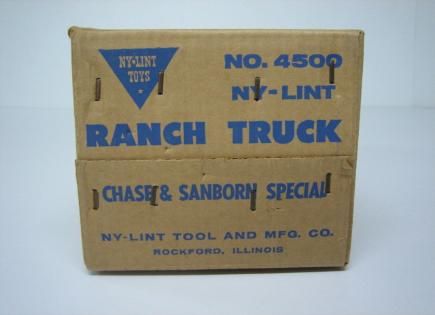 NY-LINT
TOYS
NO. 4500
NY-LINT
RANCH TRUCK
CHASE & SANBORN SPECIAL
NY-LINT TOOL AND MFG. CO.
ROCKFORD, ILLINOIS